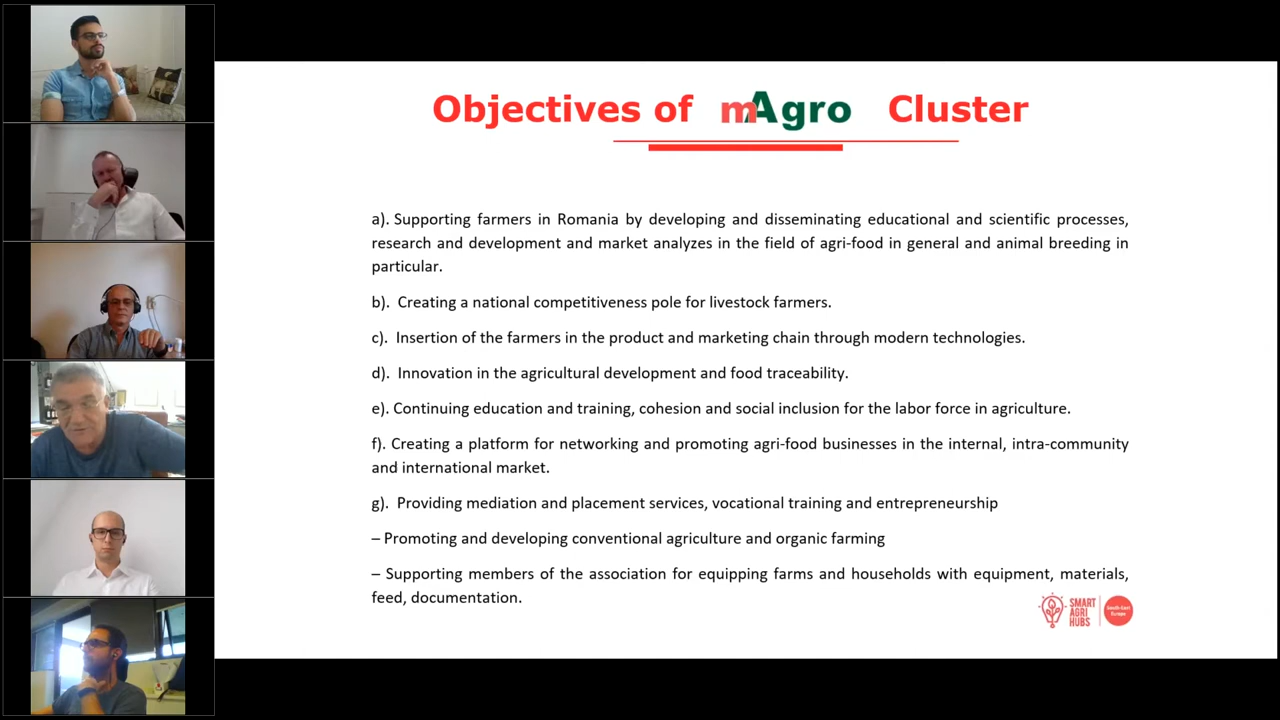 Objectives of mAgro Cluster
a). Supporting farmers in Romania by developing and disseminating educational and scientific processes,
research and development and market analyzes in the field of agri-food in general and animal breeding in
particular.
b). Creating a national competitiveness pole for livestock farmers.
c). Insertion of the farmers in the product and marketing chain through modern technologies.
d). Innovation in the agricultural development and food traceability.
e). Continuing education and training, cohesion and social inclusion for the labor force in agriculture.
f). Creating a platform for networking and promoting agri-food businesses in the internal, intra-community
and international market.
g). Providing mediation and placement services, vocational training and entrepreneurship
– Promoting and developing conventional agriculture and organic farming
– Supporting members of the association for equipping farms and households with equipment, materials,
feed, documentation.
SMART
AGRI
HUBS
South-East
Europe